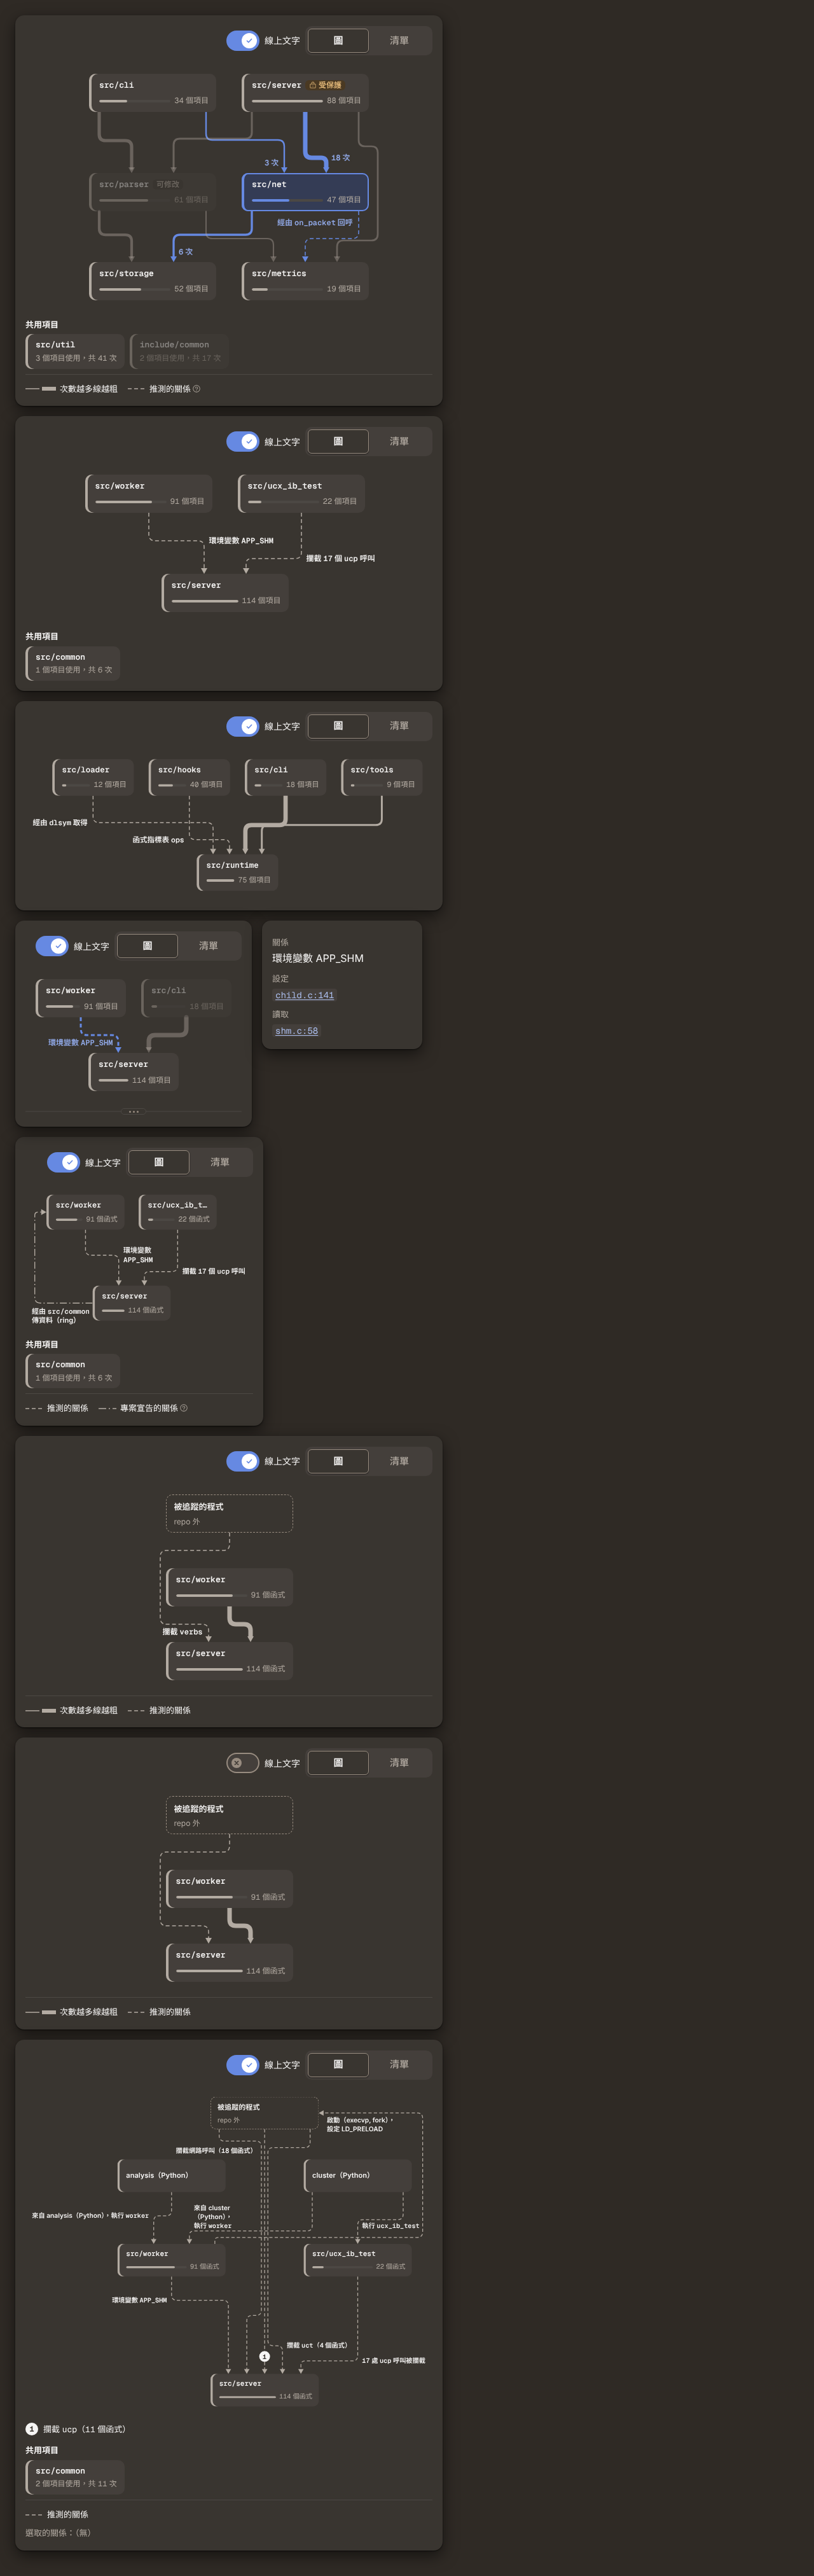 線上文字
圖
清單
src/cli
34 個項目
src/server
受保護
88 個項目
3 次
18 次
src/parser
可修改
61 個項目
src/net
47 個項目
經由 on_packet 回呼
6 次
src/storage
52 個項目
src/metrics
19 個項目
共用項目
src/util
3 個項目使用,共 41 次
include/common
2 個項目使用,共 17 次
次數越多線越粗
推測的關係
線上文字
圖
清單
src/worker
91 個項目
src/ucx_ib_test
22 個項目
環境變數 APP_SHM
攔截 17 個 ucp 呼叫
src/server
114 個項目
共用項目
src/common
1 個項目使用,共 6 次
線上文字
圖
清單
src/loader
12 個項目
src/hooks
40 個項目
src/cli
18 個項目
src/tools
9 個項目
經由 dlsym 取得
函式指標表 ops
src/runtime
75 個項目
線上文字
圖
清單
src/worker
91 個項目
src/cli
18 個項目
環境變數 APP_SHM
src/server
114 個項目
關係
環境變數 APP_SHM
設定
child.c:141
讀取
shm.c:58
線上文字
圖
清單
src/worker
91 個函式
src/ucx_ib_t…
22 個函式
環境變數
APP_SHM
攔截 17 個 ucp 呼叫
src/server
114 個函式
經由 src/common
傳資料（ring）
共用項目
src/common
1 個項目使用,共 6 次
推測的關係
專案宣告的關係
線上文字
圖
清單
被追蹤的程式
repo 外
src/worker
91 個函式
攔截 verbs
src/server
114 個函式
次數越多線越粗
推測的關係
線上文字
圖
清單
被追蹤的程式
repo 外
src/worker
91 個函式
src/server
114 個函式
次數越多線越粗
推測的關係
線上文字
圖
清單
被追蹤的程式
repo 外
啟動（execvp, fork）,
設定 LD_PRELOAD
攔截網路呼叫（18 個函式）
analysis（Python）
cluster（Python）
來自 analysis（Python）,執行 worker
來自 cluster
（Python）,
執行 worker
執行 ucx_ib_test
src/worker
91 個函式
src/ucx_ib_test
22 個函式
環境變數 APP_SHM
攔截 uct（4 個函式）
1
17 處 ucp 呼叫被攔截
src/server
114 個函式
1 攔截 ucp（11 個函式）
共用項目
src/common
2 個項目使用,共 11 次
推測的關係
選取的關係：（無）